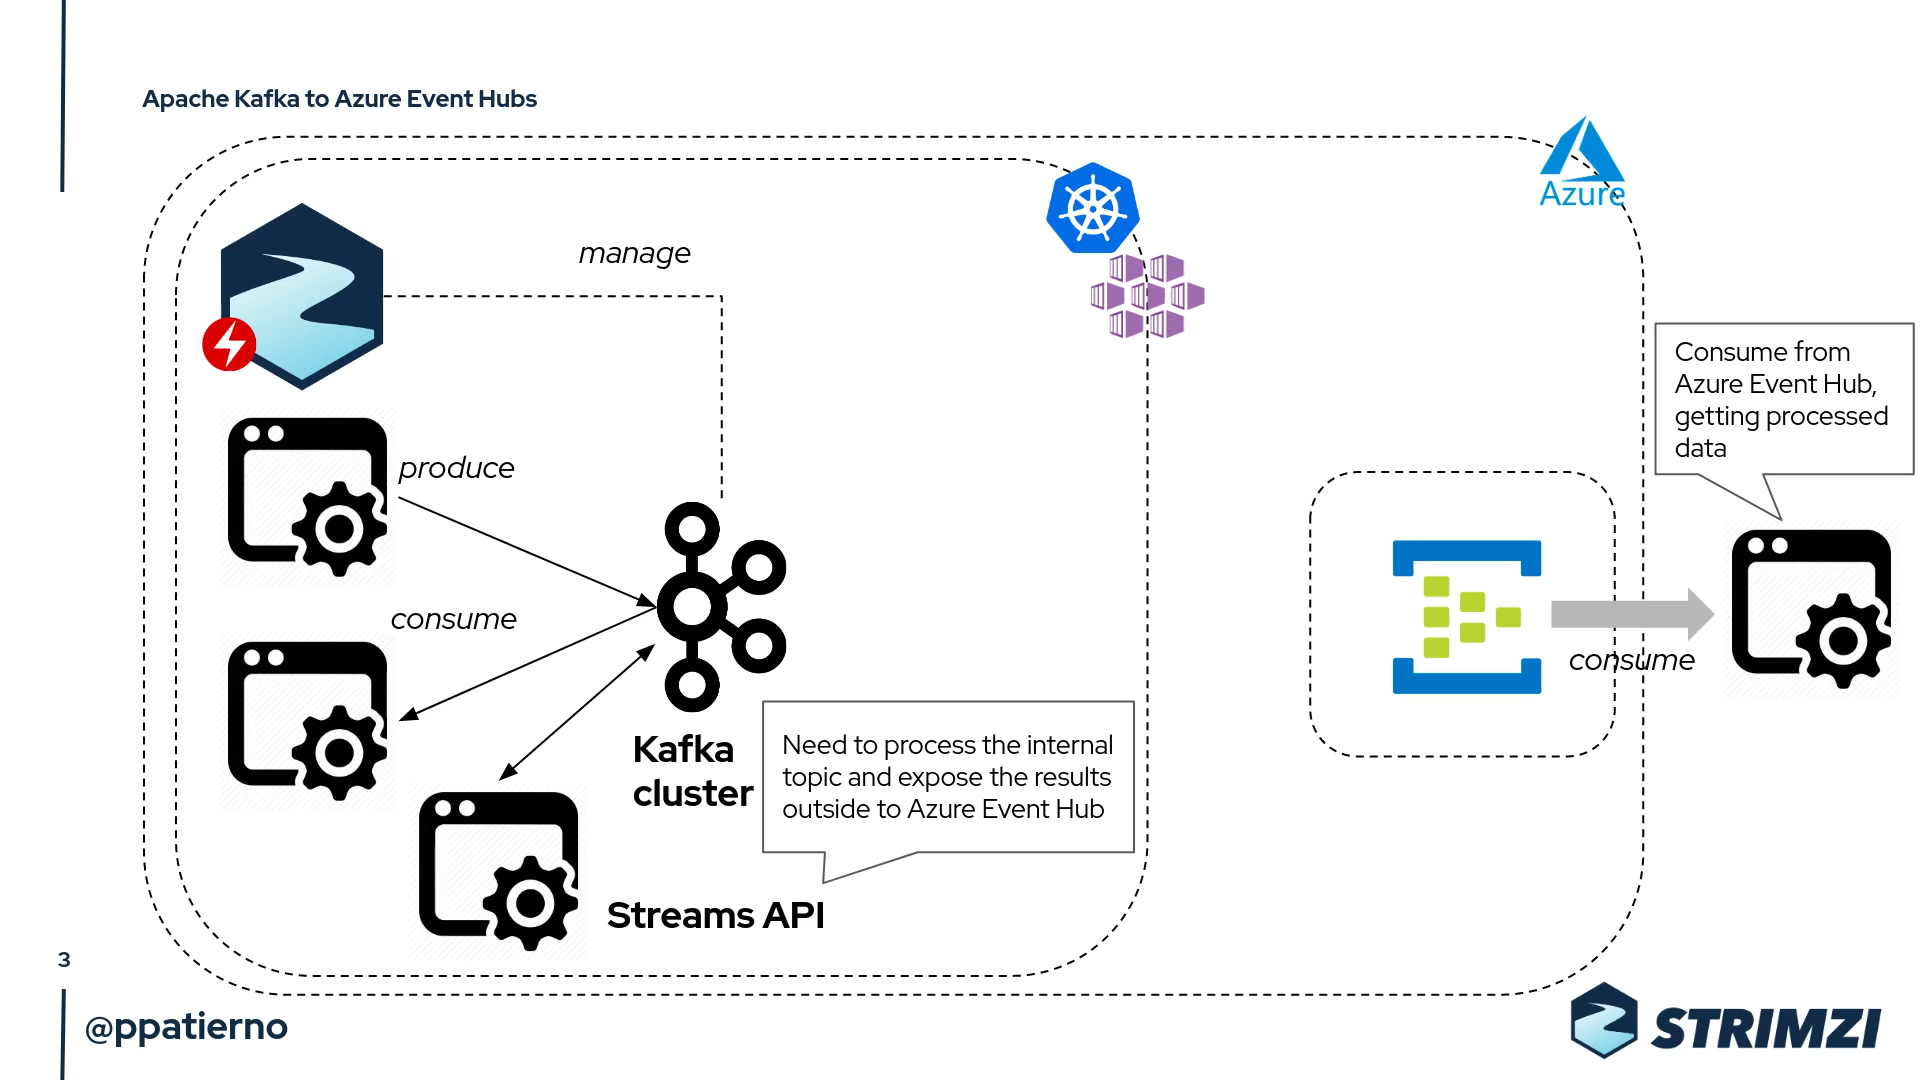 Apache Kafka to Azure Event Hubs
Azure
manage
Consume from
Azure Event Hub,
getting processed
data
produce
consume
consume
Kafka
cluster
Need to process the internal
topic and expose the results
outside to Azure Event Hub
Streams API
3
@ppatierno
STRIMZI